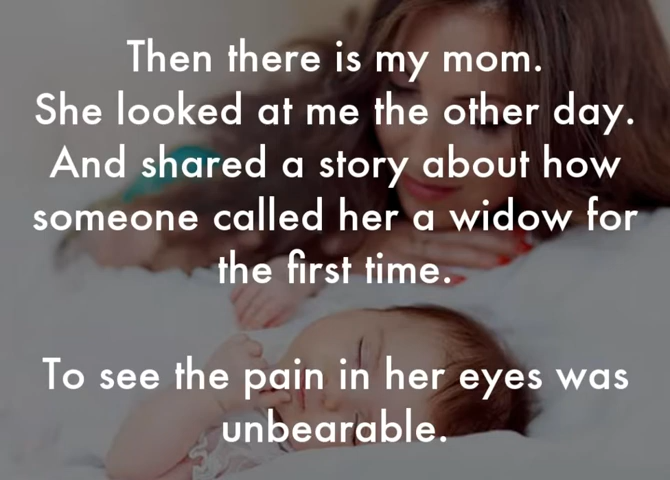 Then there is my mom.
She looked at me the other day.
And shared a story about how
someone called her a widow for
the first time.
To see the pain in her eyes was
unbearable.